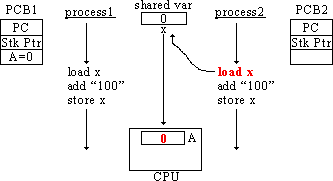 PCB1
process1
shared var
process2
PCB2
PC
0
PC
Stk Ptr
x
Stk Ptr
A=0
load x
load x
add “100”
add “100”
store x
store x
0
A
CPU